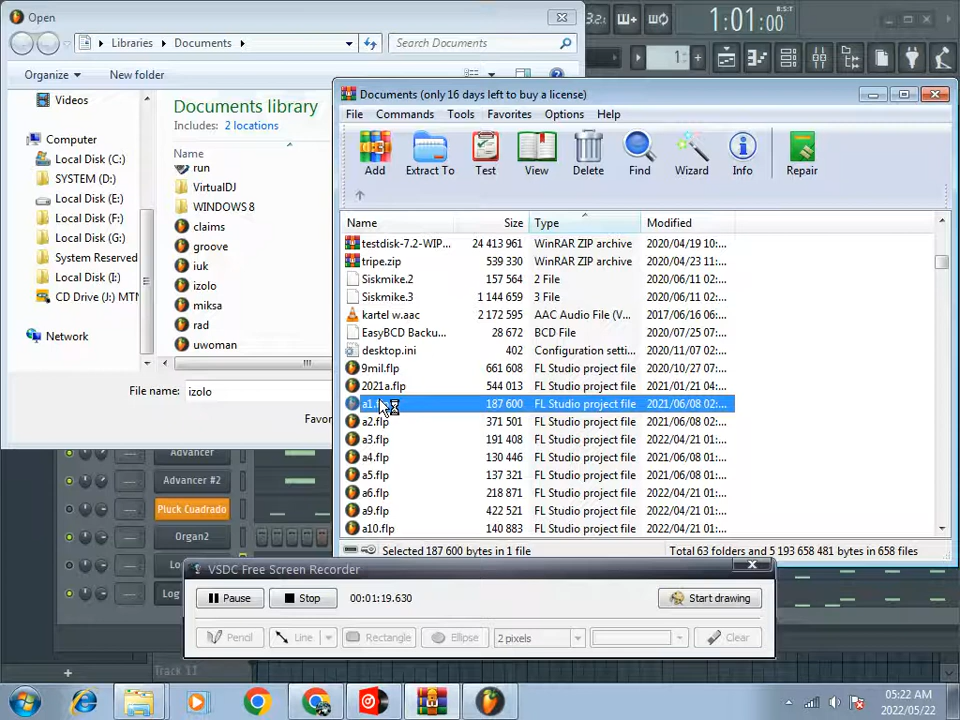 Open
Libraries Documents
Search Documents
Organize New folder
Videos
Computer
Local Disk (C:)
SYSTEM (D:)
Local Disk (E:)
Local Disk (F:)
Local Disk (G:)
System Reserved
Local Disk (I:)
CD Drive (J:) MTN
Network
Documents library
Includes: 2 locations
Name
run
VirtualDJ
WINDOWS 8
claims
groove
iuk
izolo
miksa
rad
uwoman
File name: izolo
Favor
1:01:00
B:S:T
1
Documents (only 16 days left to buy a license)
File Commands Tools Favorites Options Help
Add Extract To Test View Delete Find Wizard Info Repair
Name Size Type Modified
testdisk-7.2-WIP... 24 413 961 WinRAR ZIP archive 2020/04/19 10:...
tripe.zip 539 330 WinRAR ZIP archive 2020/04/23 11:...
Siskmike.2 157 564 2 File 2020/06/11 02:...
Siskmike.3 1 144 659 3 File 2020/06/11 02:...
kartel w.aac 2 172 595 AAC Audio File (V... 2017/06/16 06:...
EasyBCD Backu... 28 672 BCD File 2020/07/25 07:...
desktop.ini 402 Configuration setti... 2020/11/07 02:...
9mil.flp 661 608 FL Studio project file 2021/06/08 02:...
2021a.flp 544 013 FL Studio project file 2021/01/21 04:...
a1.f 187 600 FL Studio project file 2021/06/08 02:...
a2.flp 371 501 FL Studio project file 2021/06/08 02:...
a3.flp 191 408 FL Studio project file 2022/04/21 01:...
a4.flp 130 446 FL Studio project file 2021/06/08 01:...
a5.flp 137 321 FL Studio project file 2021/06/08 01:...
a6.flp 218 871 FL Studio project file 2022/04/21 01:...
a9.flp 422 521 FL Studio project file 2022/04/21 01:...
a10.flp 140 883 FL Studio project file 2022/04/21 01:...
Selected 187 600 bytes in 1 file Total 63 folders and 5 193 658 481 bytes in 658 files
Advancer
Advancer #2
Pluck Cuadrado
Organ2
Lo
Log
VSDC Free Screen Recorder
Pause Stop 00:01:19.630 Start drawing
Pencil Line Rectangle Ellipse 2 pixels Clear
Track 11
05:22 AM
2022/05/22